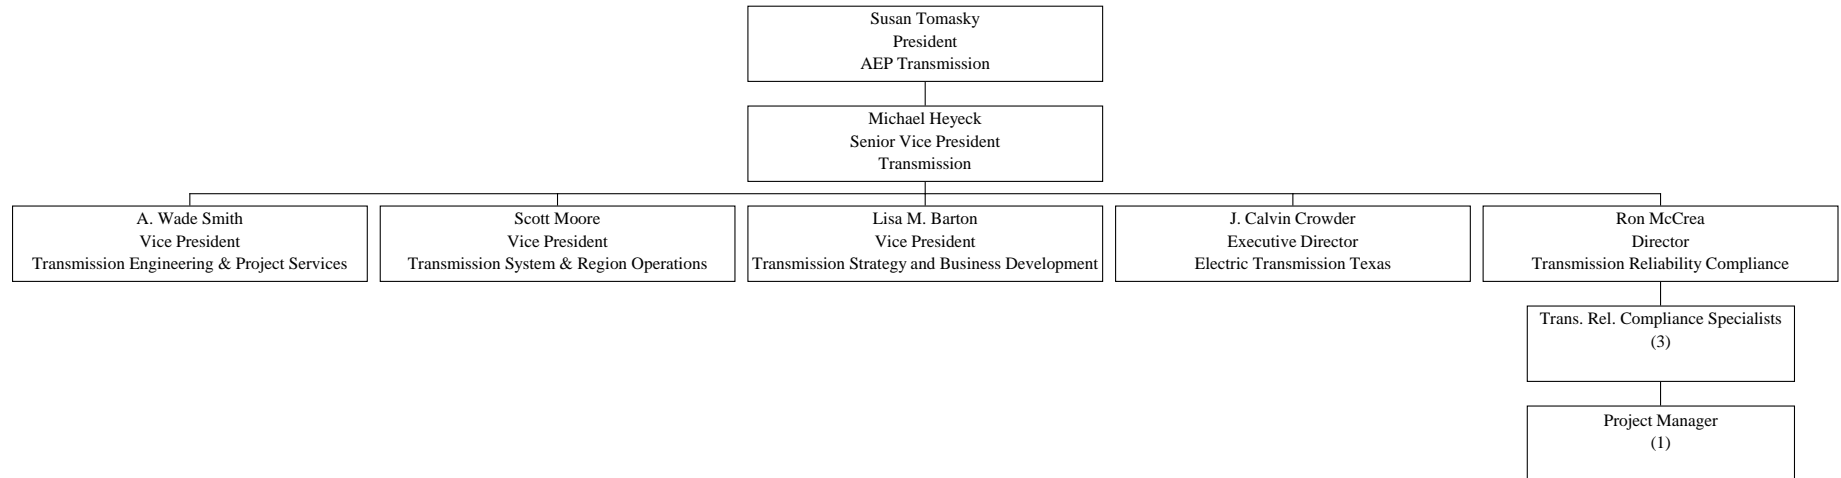 Susan Tomasky
President
AEP Transmission
Michael Heyeck
Senior Vice President
Transmission
A. Wade Smith
Vice President
Transmission Engineering & Project Services
Scott Moore
Vice President
Transmission System & Region Operations
Lisa M. Barton
Vice President
Transmission Strategy and Business Development
J. Calvin Crowder
Executive Director
Electric Transmission Texas
Ron McCrea
Director
Transmission Reliability Compliance
Trans. Rel. Compliance Specialists
(3)
Project Manager
(1)